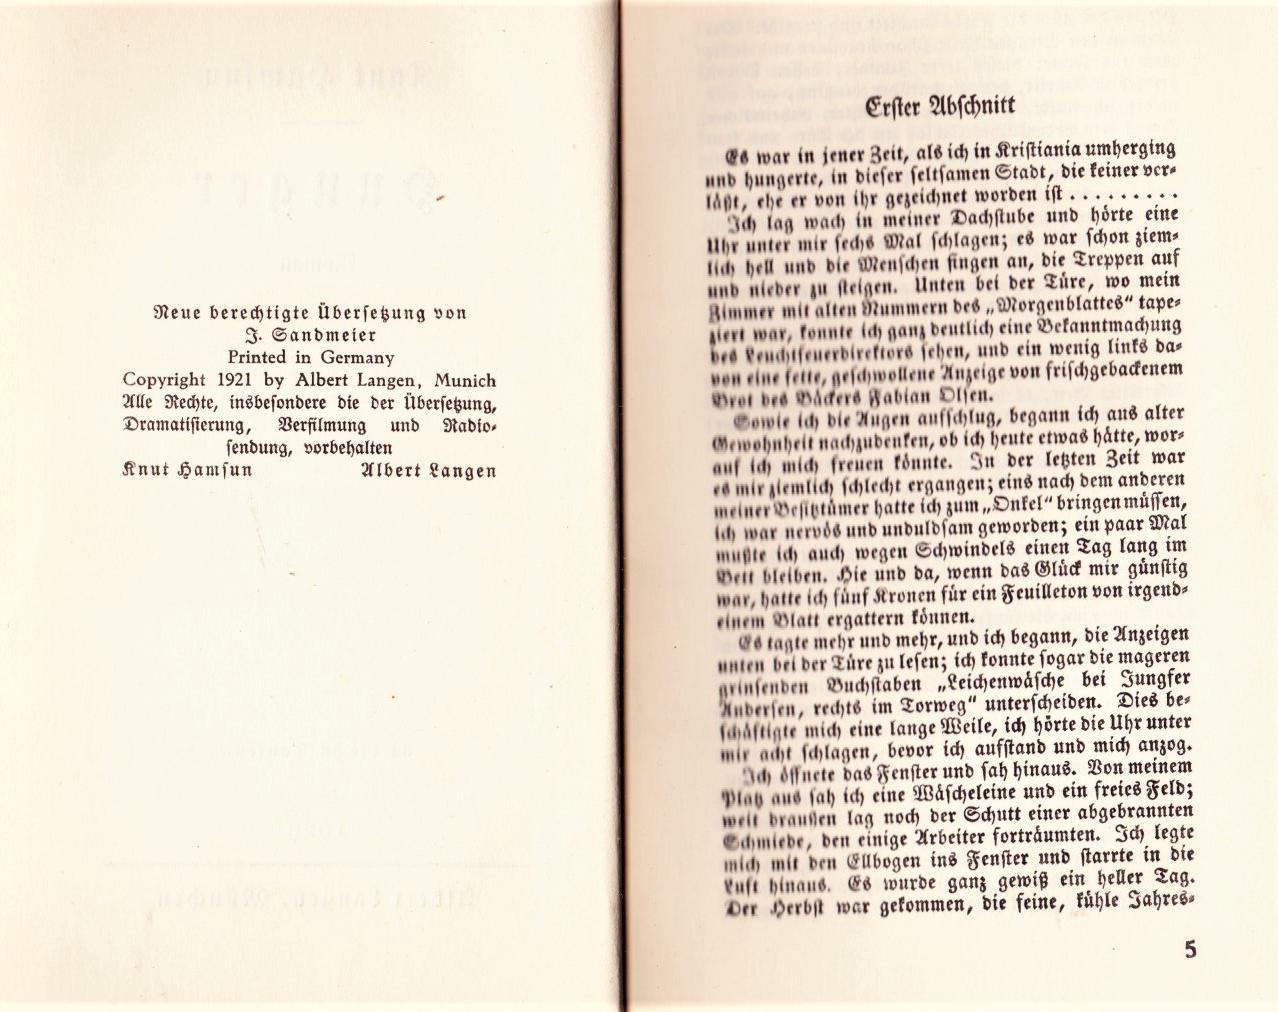 Neue berechtigte Übersetzung von
J. Sandmeier
Printed in Germany
Copyright 1921 by Albert Langen, Munich
Alle Rechte, insbesondere die der Übersetzung,
Dramatisierung, Verfilmung und Radio-
sendung, vorbehalten
Knut Hamsun Albert Langen
Erster Abschnitt
Es war in jener Zeit, als ich in Kristiania umherging
und hungerte, in dieser seltsamen Stadt, die keiner ver-
läßt, ehe er von ihr gezeichnet worden ist . . . . . . . . .
Ich lag wach in meiner Dachstube und hörte eine
Uhr unter mir sechs Mal schlagen; es war schon ziem-
lich hell und die Menschen fingen an, die Treppen auf
und nieder zu steigen. Unten bei der Türe, wo mein
Zimmer mit alten Nummern des „Morgenblattes“ tape-
ziert war, konnte ich ganz deutlich eine Bekanntmachung
des Leuchtfeuerdirektors sehen, und ein wenig links da-
von eine fette, geschwollene Anzeige von frischgebackenem
Brot des Bäckers Fabian Olsen.
Sowie ich die Augen aufschlug, begann ich aus alter
Gewohnheit nachzudenken, ob ich heute etwas hätte, wor-
auf ich mich freuen könnte. In der letzten Zeit war
es mir ziemlich schlecht ergangen; eins nach dem anderen
meiner Besitztümer hatte ich zum „Onkel“ bringen müssen,
ich war nervös und unduldsam geworden; ein paar Mal
mußte ich auch wegen Schwindels einen Tag lang im
Bett bleiben. Hie und da, wenn das Glück mir günstig
war, hatte ich fünf Kronen für ein Feuilleton von irgend-
einem Blatt ergattern können.
Es tagte mehr und mehr, und ich begann, die Anzeigen
unten bei der Türe zu lesen; ich konnte sogar die mageren
grinsenden Buchstaben „Leichenwäsche bei Jungfer
Andersen, rechts im Torweg“ unterscheiden. Dies be-
schäftigte mich eine lange Weile, ich hörte die Uhr unter
mir acht schlagen, bevor ich aufstand und mich anzog.
Ich öffnete das Fenster und sah hinaus. Von meinem
Platz aus sah ich eine Wäscheleine und ein freies Feld;
weit draußen lag noch der Schutt einer abgebrannten
Schmiede, den einige Arbeiter forträumten. Ich legte
mich mit den Ellbogen ins Fenster und starrte in die
Luft hinaus. Es wurde ganz gewiß ein heller Tag.
Der Herbst war gekommen, die feine, kühle Jahres-
5